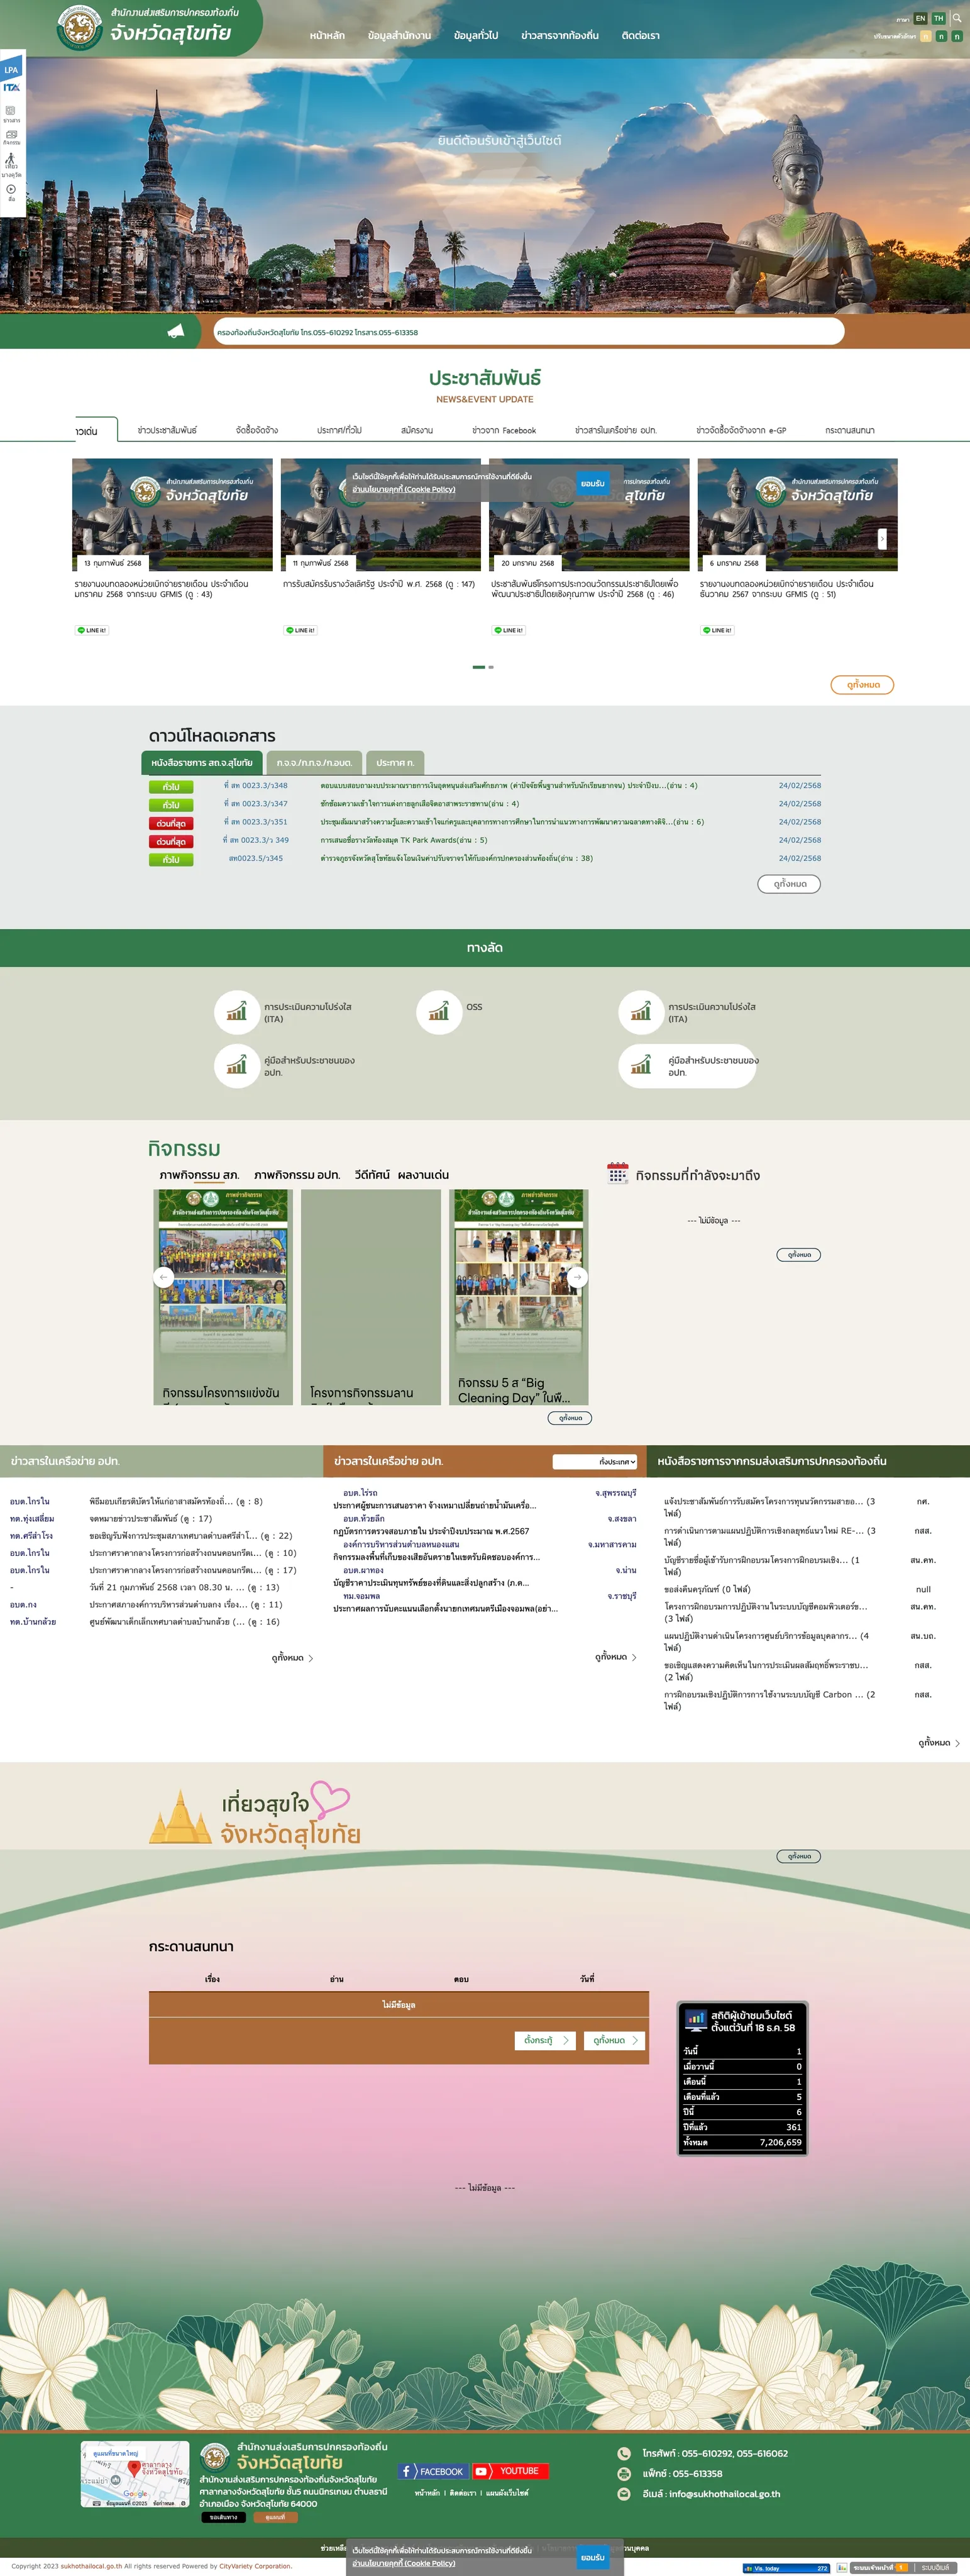 สำนักงานส่งเสริมการปกครองท้องถิ่น
จังหวัดสุโขทัย
หน้าหลัก ข้อมูลสำนักงาน ข้อมูลทั่วไป ข่าวสารจากท้องถิ่น ติดต่อเรา
ภาษา EN TH
ปรับขนาดตัวอักษร ก ก ก
LPA
ITA
ข่าวสาร
กิจกรรม
เที่ยว
บางคูวัด
สื่อ
ยินดีต้อนรับเข้าสู่เว็บไซต์
ครองท้องถิ่นจังหวัดสุโขทัย โทร.055-610292 โทรสาร.055-613358
ประชาสัมพันธ์
NEWS&EVENT UPDATE
าวเด่น ข่าวประชาสัมพันธ์ จัดซื้อจัดจ้าง ประกาศ/ทั่วไป สมัครงาน ข่าวจาก Facebook ข่าวสารในเครือข่าย อปท. ข่าวจัดซื้อจัดจ้างจาก e-GP กระดานสนทนา
เว็บไซต์นี้ใช้คุกกี้เพื่อให้ท่านได้รับประสบการณ์การใช้งานที่ดียิ่งขึ้น
อ่านนโยบายคุกกี้ (Cookie Policy)
ยอมรับ
13 กุมภาพันธ์ 2568
รายงานงบทดลองหน่วยเบิกจ่ายรายเดือน ประจำเดือน
มกราคม 2568 จากระบบ GFMIS (ดู : 43)
LINE it!
11 กุมภาพันธ์ 2568
การรับสมัครรับรางวัลเลิศรัฐ ประจำปี พ.ศ. 2568 (ดู : 147)
LINE it!
20 มกราคม 2568
ประชาสัมพันธ์โครงการประกวดนวัตกรรมประชาธิปไตยเพื่อ
พัฒนาประชาธิปไตยเชิงคุณภาพ ประจำปี 2568 (ดู : 46)
LINE it!
6 มกราคม 2568
รายงานงบทดลองหน่วยเบิกจ่ายรายเดือน ประจำเดือน
ธันวาคม 2567 จากระบบ GFMIS (ดู : 51)
LINE it!
ดูทั้งหมด
ดาวน์โหลดเอกสาร
หนังสือราชการ สถ.จ.สุโขทัย ก.จ.จ./ก.ท.จ./ก.อบต. ประกาศ ก.
ทั่วไป ที่ สท 0023.3/ว348 ตอบแบบสอบถามงบประมาณรายการเงินอุดหนุนส่งเสริมศักยภาพ (ค่าปัจจัยพื้นฐานสำหรับนักเรียนยากจน) ประจำปีงบ...(อ่าน : 4) 24/02/2568
ทั่วไป ที่ สท 0023.3/ว347 ซักซ้อมความเข้าใจการแต่งกายลูกเสือจิตอาสาพระราชทาน(อ่าน : 4) 24/02/2568
ด่วนที่สุด ที่ สท 0023.3/ว351 ประชุมสัมมนาสร้างความรู้และความเข้าใจแก่ครูและบุคลากรทางการศึกษาในการนำแนวทางการพัฒนาความฉลาดทางดิจิ...(อ่าน : 6) 24/02/2568
ด่วนที่สุด ที่ สท 0023.3/ว 349 การเสนอชื่อรางวัลห้องสมุด TK Park Awards(อ่าน : 5) 24/02/2568
ทั่วไป สท0023.5/ว345 ตำรวจภูธรจังหวัดสุโขทัยแจ้งโอนเงินค่าปรับจราจรให้กับองค์กรปกครองส่วนท้องถิ่น(อ่าน : 38) 24/02/2568
ดูทั้งหมด
ทางลัด
การประเมินความโปร่งใส
(ITA)
OSS
การประเมินความโปร่งใส
(ITA)
คู่มือสำหรับประชาชนของ
อปท.
คู่มือสำหรับประชาชนของ
อปท.
กิจกรรม
ภาพกิจกรรม สภ. ภาพกิจกรรม อปท. วีดีทัศน์ ผลงานเด่น
กิจกรรมโครงการแข่งขัน
โครงการกิจกรรมลาน
กิจกรรม 5 ส “Big
Cleaning Day” ในพื้...
ดูทั้งหมด
กิจกรรมที่กำลังจะมาถึง
--- ไม่มีข้อมูล ---
ดูทั้งหมด
ข่าวสารในเครือข่าย อปท.
อบต.ไกรใน พิธีมอบเกียรติบัตรให้แก่อาสาสมัครท้องถิ่... (ดู : 8)
ทต.ทุ่งเสลี่ยม จดหมายข่าวประชาสัมพันธ์ (ดู : 17)
ทต.ศรีสำโรง ขอเชิญรับฟังการประชุมสภาเทศบาลตำบลศรีสำโ... (ดู : 22)
อบต.ไกรใน ประกาศราคากลางโครงการก่อสร้างถนนคอนกรีตเ... (ดู : 10)
อบต.ไกรใน ประกาศราคากลางโครงการก่อสร้างถนนคอนกรีตเ... (ดู : 17)
- วันที่ 21 กุมภาพันธ์ 2568 เวลา 08.30 น. ... (ดู : 13)
อบต.กง ประกาศสภาองค์การบริหารส่วนตำบลกง เรื่อง... (ดู : 11)
ทต.บ้านกล้วย ศูนย์พัฒนาเด็กเล็กเทศบาลตำบลบ้านกล้วย (... (ดู : 16)
ดูทั้งหมด
ข่าวสารในเครือข่าย อปท. ทั้งประเทศ
อบต.ไร่รถ จ.สุพรรณบุรี
ประกาศผู้ชนะการเสนอราคา จ้างเหมาเปลี่ยนถ่ายน้ำมันเครื่อ...
อบต.ห้วยลึก จ.สงขลา
กฎบัตรการตรวจสอบภายใน ประจำปีงบประมาณ พ.ศ.2567
องค์การบริหารส่วนตำบลหนองแสน จ.มหาสารคาม
กิจกรรมลงพื้นที่เก็บของเสียอันตรายในเขตรับผิดชอบองค์การ...
อบต.ผาทอง จ.น่าน
บัญชีราคาประเมินทุนทรัพย์ของที่ดินและสิ่งปลูกสร้าง (ภ.ด...
ทม.จอมพล จ.ราชบุรี
ประกาศผลการนับคะแนนเลือกตั้งนายกเทศมนตรีเมืองจอมพล(อย่า...
ดูทั้งหมด
หนังสือราชการจากกรมส่งเสริมการปกครองท้องถิ่น
แจ้งประชาสัมพันธ์การรับสมัครโครงการทุนนวัตกรรมสายอ... (3 ไฟล์) กศ.
การดำเนินการตามแผนปฏิบัติการเชิงกลยุทธ์แนวใหม่ RE-... (3 ไฟล์) กสส.
บัญชีรายชื่อผู้เข้ารับการฝึกอบรมโครงการฝึกอบรมเชิง... (1 ไฟล์) สน.คท.
ขอส่งคืนครุภัณฑ์ (0 ไฟล์) null
โครงการฝึกอบรมการปฏิบัติงานในระบบบัญชีคอมพิวเตอร์ข... (3 ไฟล์) สน.คท.
แผนปฏิบัติงานดำเนินโครงการศูนย์บริการข้อมูลบุคลากร... (4 ไฟล์) สน.บถ.
ขอเชิญแสดงความคิดเห็นในการประเมินผลสัมฤทธิ์พระราชบ... (2 ไฟล์) กสส.
การฝึกอบรมเชิงปฏิบัติการการใช้งานระบบบัญชี Carbon ... (2 ไฟล์) กสส.
ดูทั้งหมด
เที่ยวสุขใจ
จังหวัดสุโขทัย
ดูทั้งหมด
กระดานสนทนา
เรื่อง อ่าน ตอบ วันที่
ไม่มีข้อมูล
ตั้งกระทู้ ดูทั้งหมด
สถิติผู้เข้าชมเว็บไซต์
ตั้งแต่วันที่ 18 ธ.ค. 58
วันนี้ 1
เมื่อวานนี้ 0
เดือนนี้ 1
เดือนที่แล้ว 5
ปีนี้ 6
ปีที่แล้ว 361
ทั้งหมด 7,206,659
--- ไม่มีข้อมูล ---
ดูแผนที่ขนาดใหญ่
ศาลากลาง
จังหวัดสุโขทัย
Google
ข้อมูลแผนที่ ©2025 ข้อกำหนด
สำนักงานส่งเสริมการปกครองท้องถิ่น
จังหวัดสุโขทัย
สำนักงานส่งเสริมการปกครองท้องถิ่นจังหวัดสุโขทัย
ศาลากลางจังหวัดสุโขทัย ชั้น5 ถนนนิกรเกษม ตำบลธานี
อำเภอเมือง จังหวัดสุโขทัย 64000
ขอเส้นทาง ดูแผนที่
FACEBOOK YOUTUBE
หน้าหลัก | ติดต่อเรา | แผนผังเว็บไซต์
โทรศัพท์ : 055-610292, 055-616062
แฟ็กซ์ : 055-613358
อีเมล์ : info@sukhothailocal.go.th
เว็บไซต์นี้ใช้คุกกี้เพื่อให้ท่านได้รับประสบการณ์การใช้งานที่ดียิ่งขึ้น
อ่านนโยบายคุกกี้ (Cookie Policy)
ยอมรับ
Copyright 2023 sukhothailocal.go.th All rights reserved Powered by CityVariety Corporation.
Vis. today 272
ระบบเจ้าหน้าที่ 1 | ระบบอีเมล์